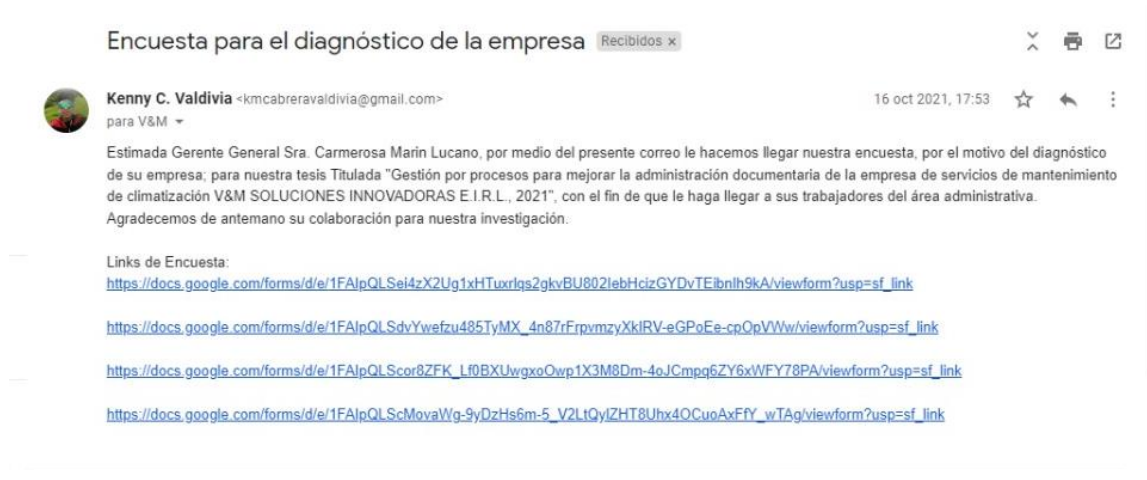 Encuesta para el diagnóstico de la empresa Recibidos x
Kenny C. Valdivia <kmcabreravaldivia@gmail.com> 16 oct 2021, 17:53
para V&M
Estimada Gerente General Sra. Carmerosa Marin Lucano, por medio del presente correo le hacemos llegar nuestra encuesta, por el motivo del diagnóstico
de su empresa; para nuestra tesis Titulada "Gestión por procesos para mejorar la administración documentaria de la empresa de servicios de mantenimiento
de climatización V&M SOLUCIONES INNOVADORAS E.I.R.L., 2021", con el fin de que le haga llegar a sus trabajadores del área administrativa.
Agradecemos de antemano su colaboración para nuestra investigación.
Links de Encuesta:
https://docs.google.com/forms/d/e/1FAIpQLSei4zX2Ug1xHTuxrlqs2gkvBU802IebHcizGYDvTEibnlh9kA/viewform?usp=sf_link
https://docs.google.com/forms/d/e/1FAIpQLSdvYwefzu485TyMX_4n87rFrpvmzyXkIRV-eGPoEe-cpOpVWw/viewform?usp=sf_link
https://docs.google.com/forms/d/e/1FAIpQLScor8ZFK_Lf0BXUwgxoOwp1X3M8Dm-4oJCmpq6ZY6xWFY78PA/viewform?usp=sf_link
https://docs.google.com/forms/d/e/1FAIpQLScMovaWg-9yDzHs6m-5_V2LtQyIZHT8Uhx4OCuoAxFfY_wTAg/viewform?usp=sf_link